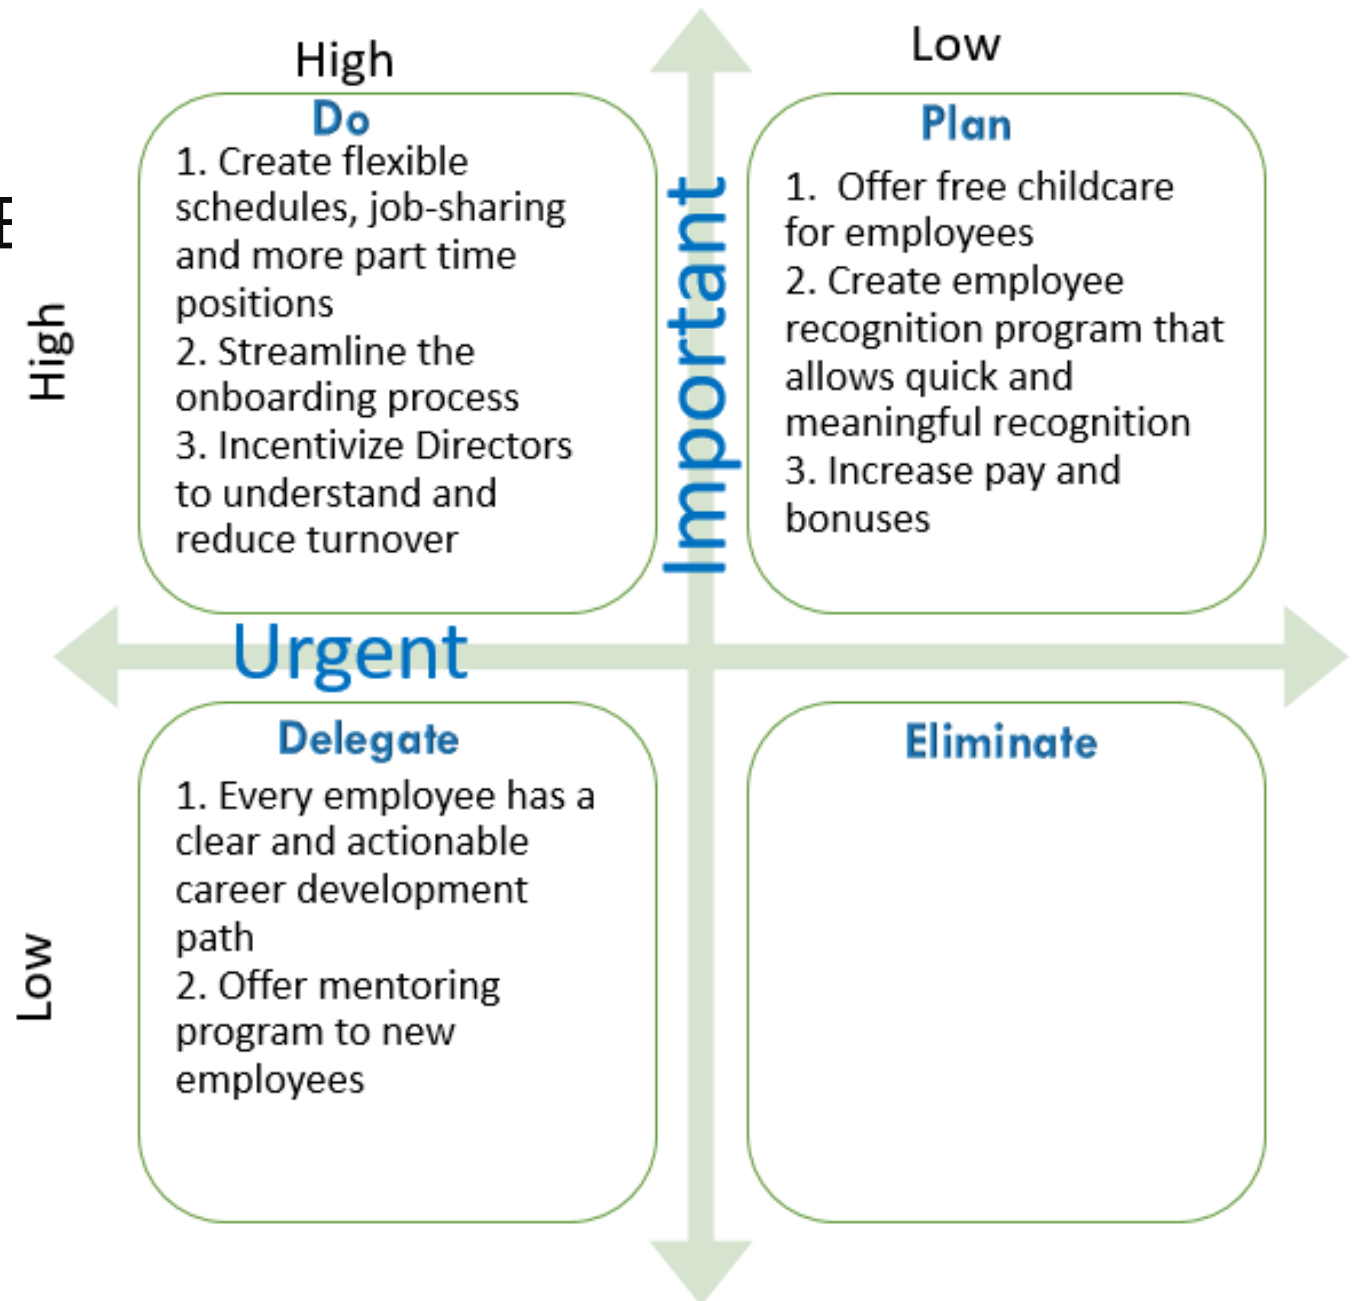 High
Low
Do
1. Create flexible
schedules, job-sharing
and more part time
positions
2. Streamline the
onboarding process
3. Incentivize Directors
to understand and
reduce turnover
Plan
1.  Offer free childcare
for employees
2. Create employee
recognition program that
allows quick and
meaningful recognition
3. Increase pay and
bonuses
E
High
Important
Urgent
Low
Delegate
1. Every employee has a
clear and actionable
career development
path
2. Offer mentoring
program to new
employees
Eliminate